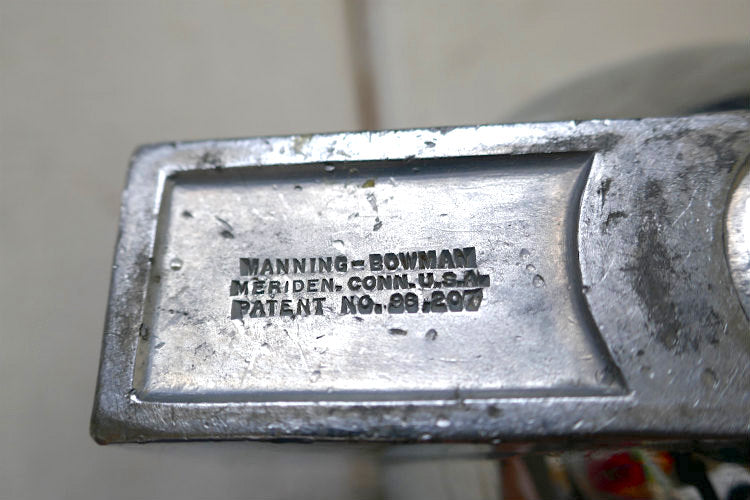 MANNING-BOWMAN
MERIDEN. CONN. U.S.A.
PATENT NO. 98.207